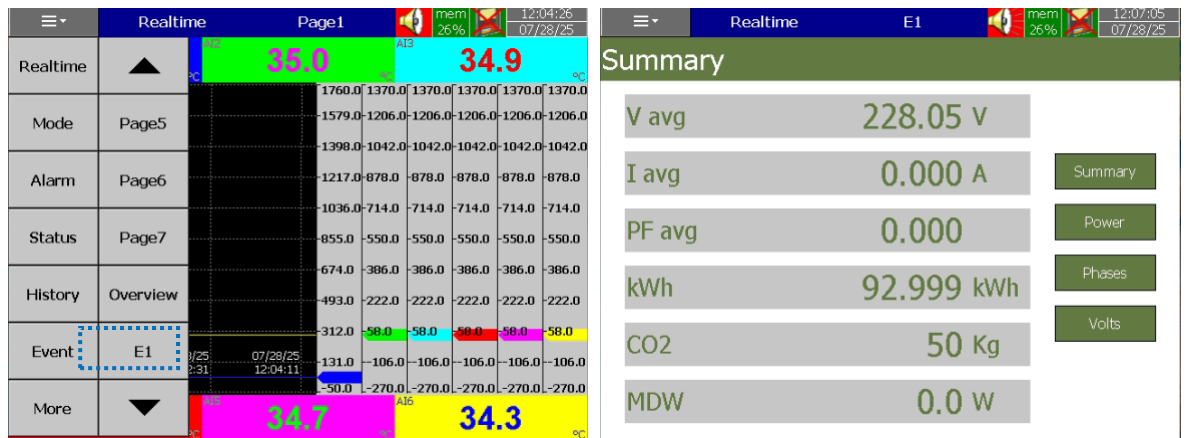 Realtime Page1 mem 26% 12:04:26 07/28/25
Realtime
Mode Page5
Alarm Page6
Status Page7
History Overview
Event E1
More
AI2 35.0 °C
AI3 34.9 °C
°C
1760.0 1370.0 1370.0 1370.0 1370.0 1370.0
1579.0 1206.0 1206.0 1206.0 1206.0 1206.0
1398.0 1042.0 1042.0 1042.0 1042.0 1042.0
1217.0 878.0 878.0 878.0 878.0 878.0
1036.0 714.0 714.0 714.0 714.0 714.0
855.0 550.0 550.0 550.0 550.0 550.0
674.0 386.0 386.0 386.0 386.0 386.0
493.0 222.0 222.0 222.0 222.0 222.0
312.0 58.0 58.0 58.0 58.0 58.0
131.0 -106.0 -106.0 -106.0 -106.0 -106.0
-50.0 -270.0 -270.0 -270.0 -270.0 -270.0
/25 07/28/25
2:31 12:04:11
°C
AI5 34.7 °C
AI6 34.3 °C
Realtime E1 mem 26% 12:07:05 07/28/25
Summary
V avg 228.05 V
I avg 0.000 A
PF avg 0.000
kWh 92.999 kWh
CO2 50 Kg
MDW 0.0 W
Summary
Power
Phases
Volts